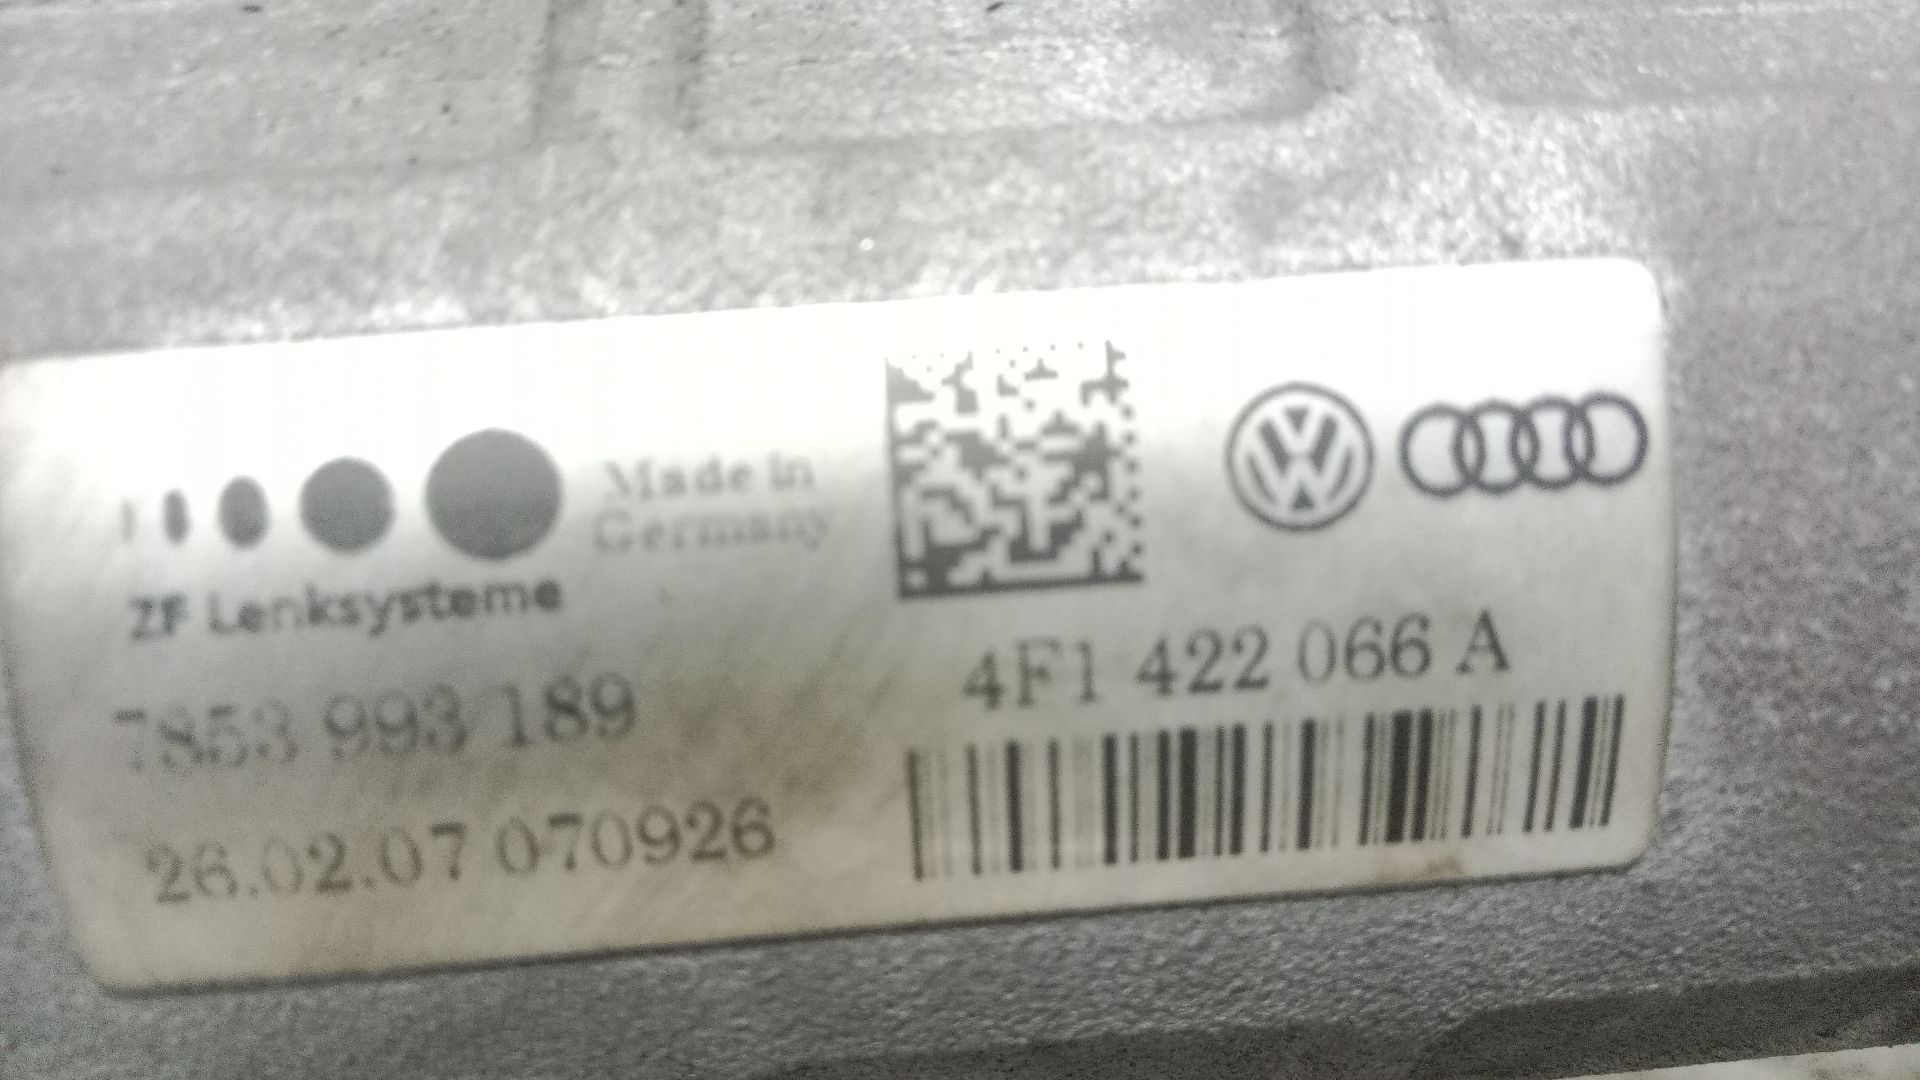 Made in
Germany
ZF Lenksysteme
7853 993 189
26.02.07 070926
4F1 422 066 A